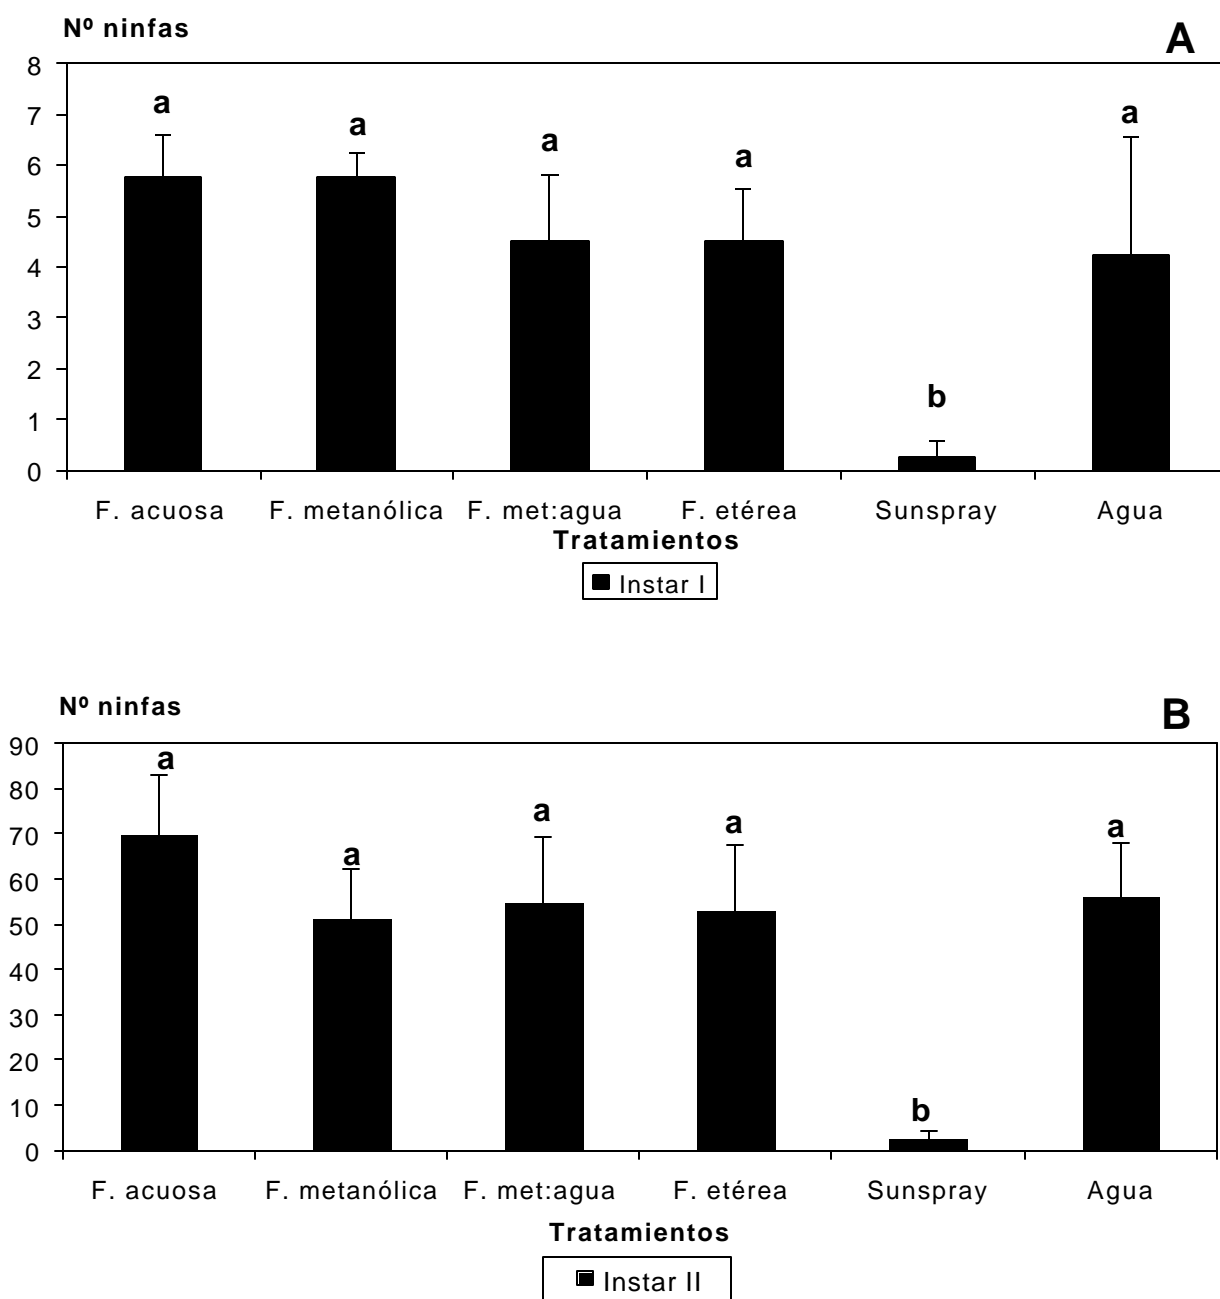 Nº ninfas
A
8
a
7
a
a
a
a
6
5
4
3
2
b
1
0
F. acuosa F. metanólica F. met:agua F. etérea Sunspray Agua
Tratamientos
Instar I
Nº ninfas
B
90
a
80
a
a
a
70
a
60
50
40
30
20
10
b
0
F. acuosa F. metanólica F. met:agua F. etérea Sunspray Agua
Tratamientos
Instar II